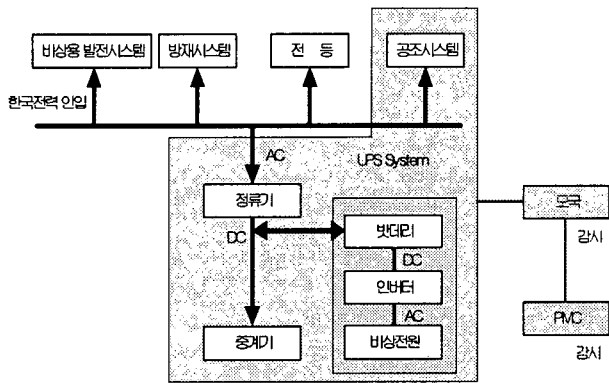 비상용 발전시스템
방재시스템
전 등
공조시스템
한국전력 인입
AC
UPS System
정류기
DC
밧데리
DC
인버터
AC
비상전원
중계기
모국
감시
PMC
감시